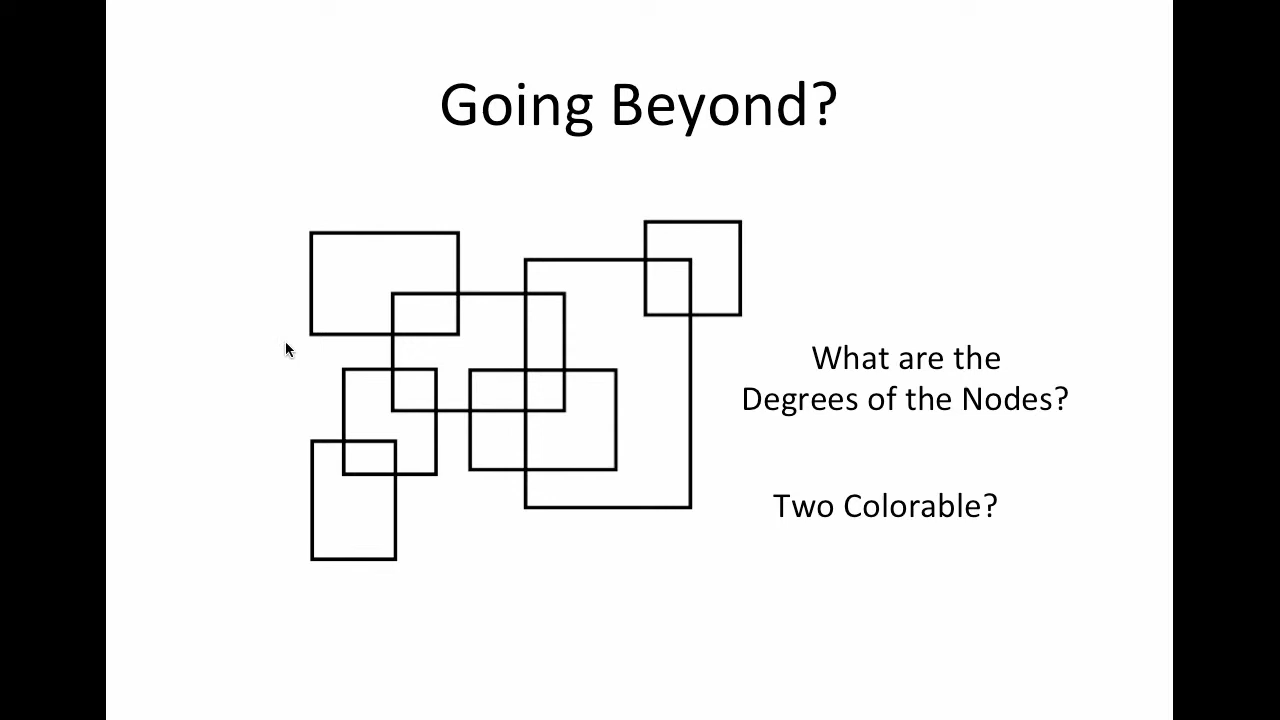 Going Beyond?
What are the
Degrees of the Nodes?
Two Colorable?